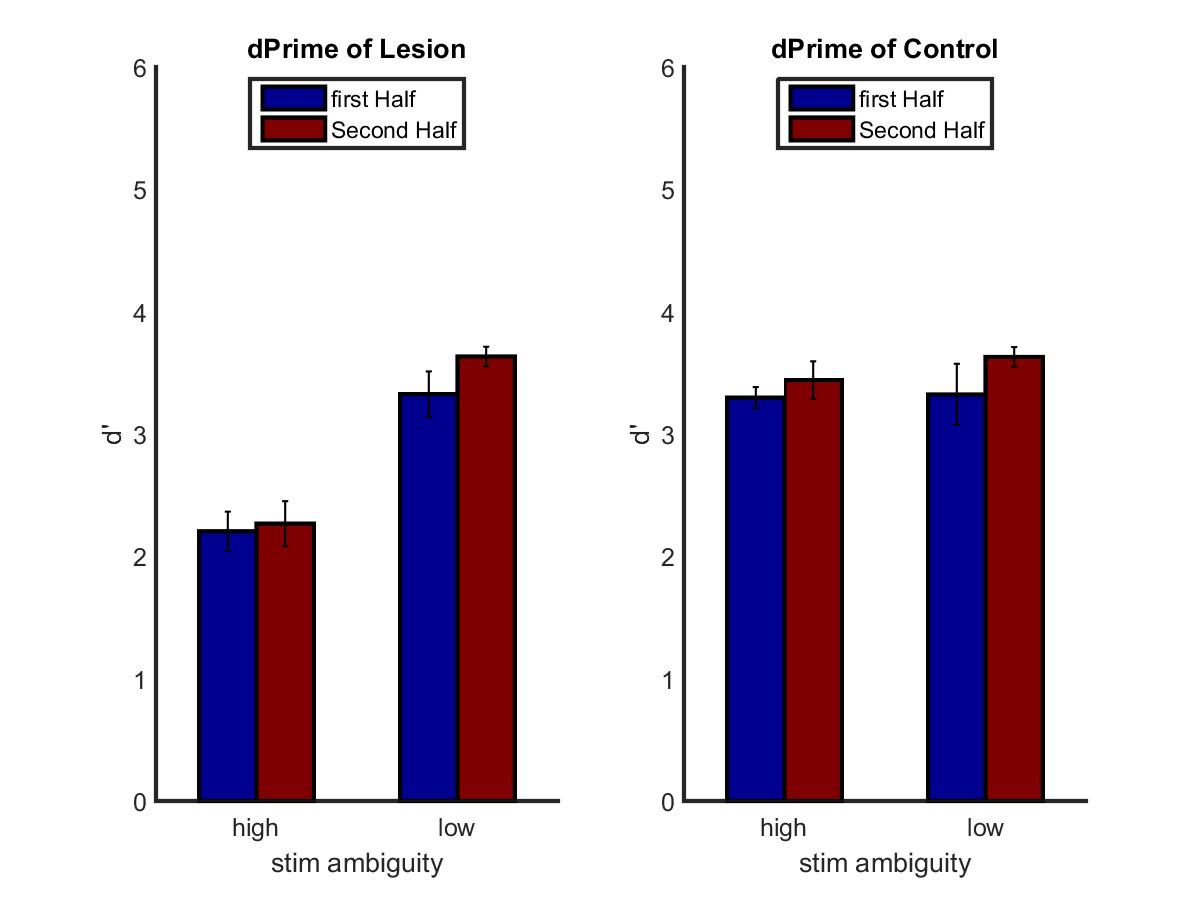 dPrime of Lesion
first Half
Second Half
6
5
4
3
2
1
0
d'
high
low
stim ambiguity
dPrime of Control
first Half
Second Half
6
5
4
3
2
1
0
d'
high
low
stim ambiguity